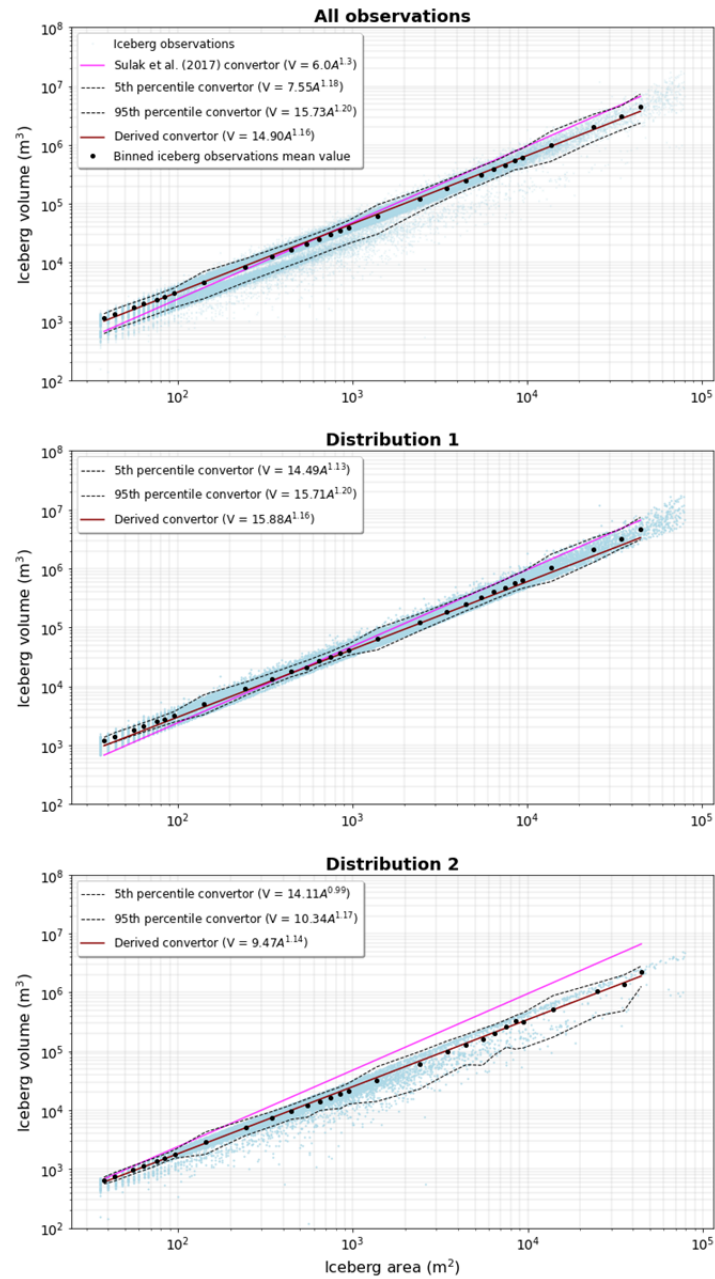 All observations
10^8
10^7
10^6
10^5
10^4
10^3
10^2
Iceberg volume (m^3)
Iceberg observations
Sulak et al. (2017) convertor (V = 6.0A^1.3)
5th percentile convertor (V = 7.55A^1.18)
95th percentile convertor (V = 15.73A^1.20)
Derived convertor (V = 14.90A^1.16)
Binned iceberg observations mean value
10^2 10^3 10^4 10^5
Distribution 1
10^8
10^7
10^6
10^5
10^4
10^3
10^2
Iceberg volume (m^3)
5th percentile convertor (V = 14.49A^1.13)
95th percentile convertor (V = 15.71A^1.20)
Derived convertor (V = 15.88A^1.16)
10^2 10^3 10^4 10^5
Distribution 2
10^8
10^7
10^6
10^5
10^4
10^3
10^2
Iceberg volume (m^3)
5th percentile convertor (V = 14.11A^0.99)
95th percentile convertor (V = 10.34A^1.17)
Derived convertor (V = 9.47A^1.14)
10^2 10^3 10^4 10^5
Iceberg area (m^2)